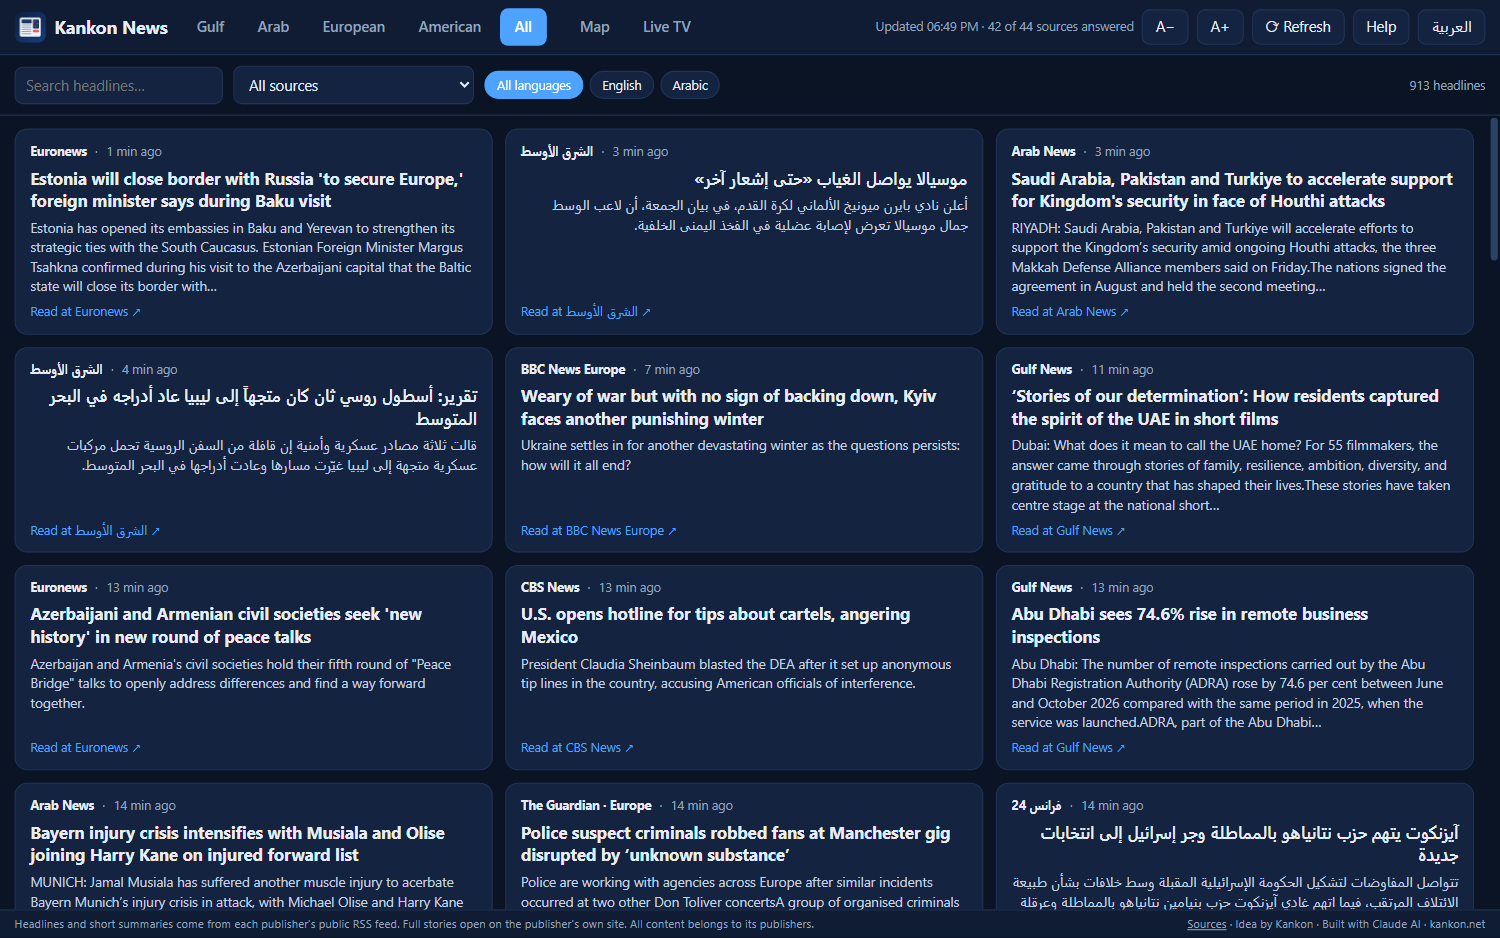 Kankon News
Gulf
Arab
European
American
All
Map
Live TV
Updated 06:49 PM · 42 of 44 sources answered
A−
A+
⟳ Refresh
Help
العربية
Search headlines...
All sources
All languages
English
Arabic
913 headlines
Euronews · 1 min ago
Estonia will close border with Russia 'to secure Europe,'
foreign minister says during Baku visit
Estonia has opened its embassies in Baku and Yerevan to strengthen its
strategic ties with the South Caucasus. Estonian Foreign Minister Margus
Tsahkna confirmed during his visit to the Azerbaijani capital that the Baltic
state will close its border with…
Read at Euronews ↗
الشرق الأوسط · 3 min ago
موسيالا يواصل الغياب «حتى إشعار آخر»
أعلن نادي بايرن ميونيخ الألماني لكرة القدم، في بيان الجمعة، أن لاعب الوسط
جمال موسيالا تعرض لإصابة عضلية في الفخذ اليمنى الخلفية.
Read at الشرق الأوسط ↗
Arab News · 3 min ago
Saudi Arabia, Pakistan and Turkiye to accelerate support
for Kingdom's security in face of Houthi attacks
RIYADH: Saudi Arabia, Pakistan and Turkiye will accelerate efforts to
support the Kingdom’s security amid ongoing Houthi attacks, the three
Makkah Defense Alliance members said on Friday.The nations signed the
agreement in August and held the second meeting…
Read at Arab News ↗
الشرق الأوسط · 4 min ago
تقرير: أسطول روسي ثان كان متجهاً إلى ليبيا عاد أدراجه في البحر
المتوسط
قالت ثلاثة مصادر عسكرية وأمنية إن قافلة من السفن الروسية تحمل مركبات
عسكرية متجهة إلى ليبيا غيّرت مسارها وعادت أدراجها في البحر المتوسط.
Read at الشرق الأوسط ↗
BBC News Europe · 7 min ago
Weary of war but with no sign of backing down, Kyiv
faces another punishing winter
Ukraine settles in for another devastating winter as the questions persists:
how will it all end?
Read at BBC News Europe ↗
Gulf News · 11 min ago
‘Stories of our determination’: How residents captured
the spirit of the UAE in short films
Dubai: What does it mean to call the UAE home? For 55 filmmakers, the
answer came through stories of family, resilience, ambition, diversity, and
gratitude to a country that has shaped their lives.These stories have taken
centre stage at the national short…
Read at Gulf News ↗
Euronews · 13 min ago
Azerbaijani and Armenian civil societies seek 'new
history' in new round of peace talks
Azerbaijan and Armenia's civil societies hold their fifth round of "Peace
Bridge" talks to openly address differences and find a way forward
together.
Read at Euronews ↗
CBS News · 13 min ago
U.S. opens hotline for tips about cartels, angering
Mexico
President Claudia Sheinbaum blasted the DEA after it set up anonymous
tip lines in the country, accusing American officials of interference.
Read at CBS News ↗
Gulf News · 13 min ago
Abu Dhabi sees 74.6% rise in remote business
inspections
Abu Dhabi: The number of remote inspections carried out by the Abu
Dhabi Registration Authority (ADRA) rose by 74.6 per cent between June
and October 2026 compared with the same period in 2025, when the
service was launched.ADRA, part of the Abu Dhabi…
Read at Gulf News ↗
Arab News · 14 min ago
Bayern injury crisis intensifies with Musiala and Olise
joining Harry Kane on injured forward list
MUNICH: Jamal Musiala has suffered another muscle injury to acerbate
Bayern Munich’s injury crisis in attack, with Michael Olise and Harry Kane
The Guardian · Europe · 14 min ago
Police suspect criminals robbed fans at Manchester gig
disrupted by ‘unknown substance’
Police are working with agencies across Europe after similar incidents
occurred at two other Don Toliver concertsA group of organised criminals
فرانس 24 · 14 min ago
آيزنكوت يتهم حزب نتانياهو بالمماطلة وجر إسرائيل إلى انتخابات
جديدة
تتواصل المفاوضات لتشكيل الحكومة الإسرائيلية المقبلة وسط خلافات بشأن طبيعة
الائتلاف المرتقب، فيما اتهم غادي آيزنكوت حزب بنيامين نتانياهو بالمماطلة وعرقلة
Headlines and short summaries come from each publisher's public RSS feed. Full stories open on the publisher's own site. All content belongs to its publishers.
Sources · Idea by Kankon · Built with Claude AI · kankon.net